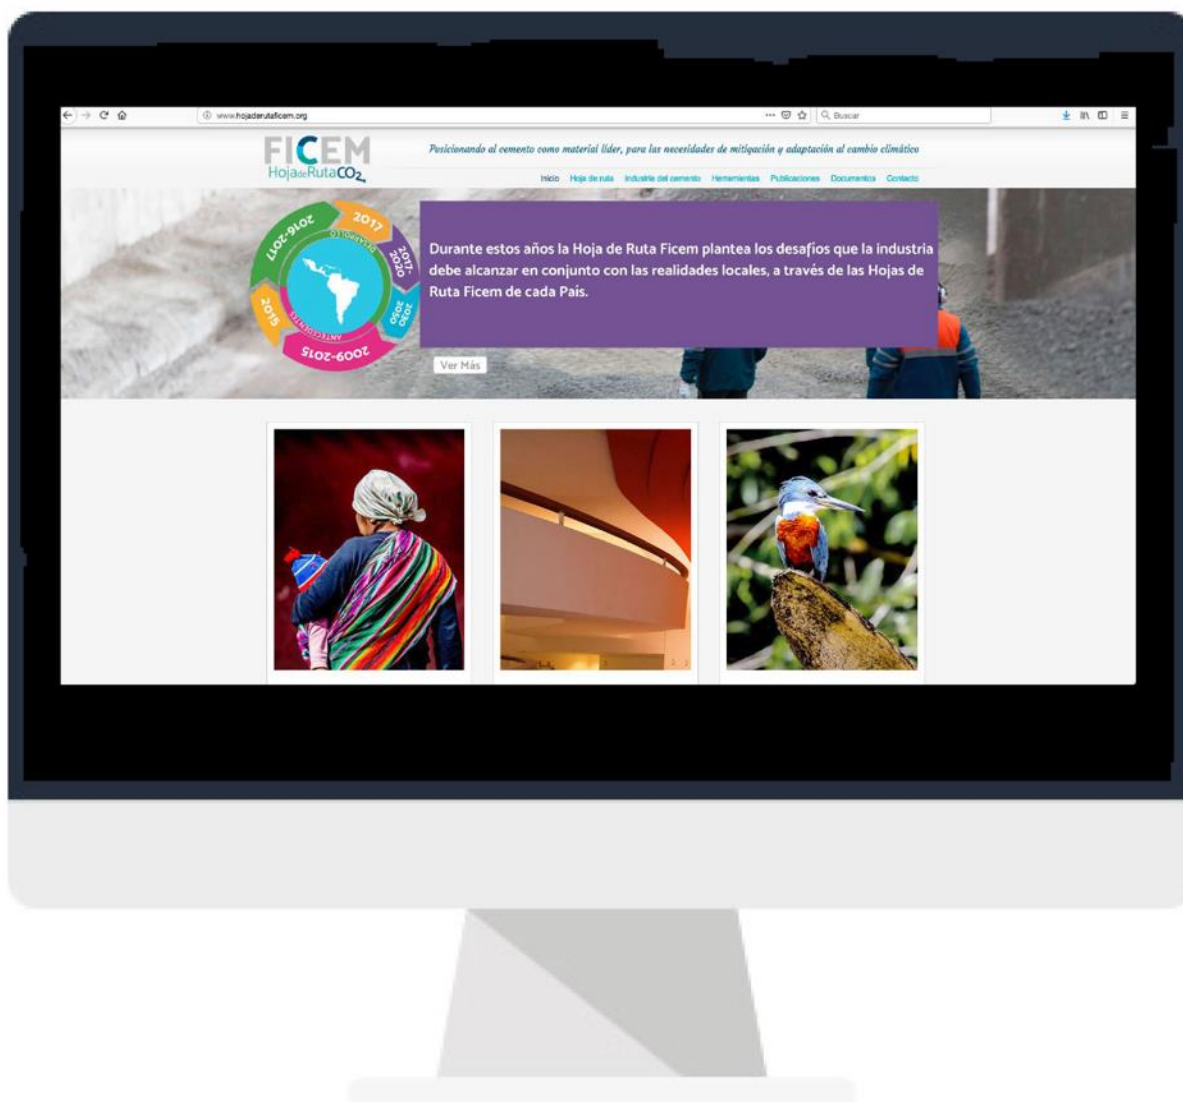 www.hojaderutaficem.org
Buscar
FICEM
HojadeRutaCO2
Posicionando al cemento como material líder, para las necesidades de mitigación y adaptación al cambio climático
Inicio Hoja de ruta Industria del cemento Herramientas Publicaciones Documentos Contacto
2016-2017
2017
2017-2020
2030
2050
2009-2015
2015
DESARROLLO
ANTECEDENTES
Durante estos años la Hoja de Ruta Ficem plantea los desafíos que la industria
debe alcanzar en conjunto con las realidades locales, a través de las Hojas de
Ruta Ficem de cada País.
Ver Más